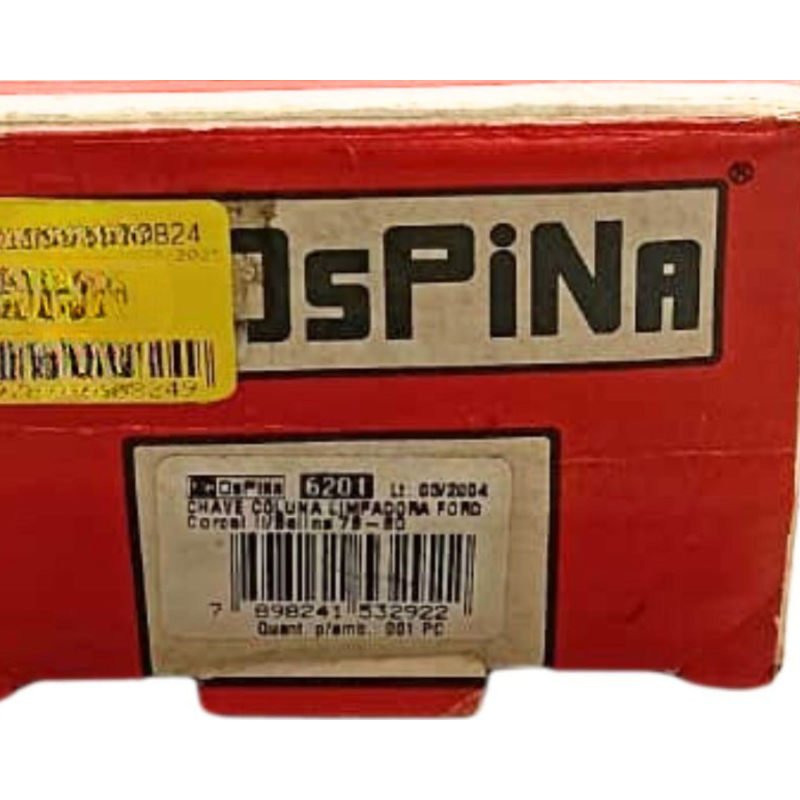 OsPiNa
®
OsPiNa 6201 Lt. 03/2004
CHAVE COLUNA LIMPADORA FORD
Corcel II/Belina 78-80
7 898241 532922
Quant. p/emb. 001 PC